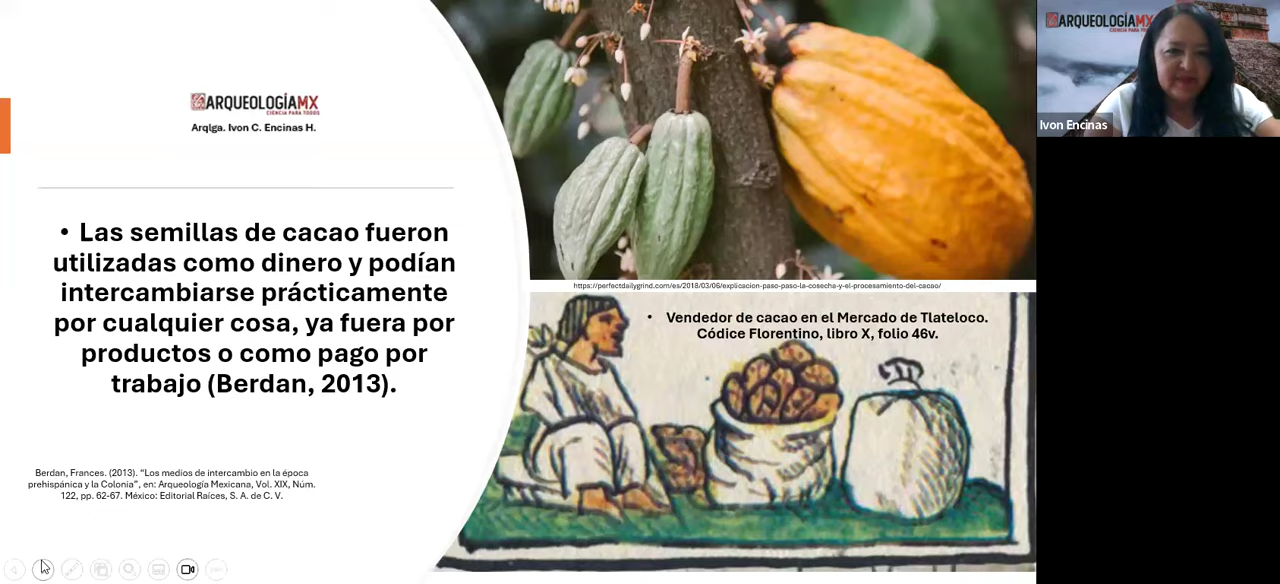 ARQUEOLOGÍAMX
CIENCIA PARA TODOS
Arqlga. Ivon C. Encinas H.
• Las semillas de cacao fueron
utilizadas como dinero y podían
intercambiarse prácticamente
por cualquier cosa, ya fuera por
productos o como pago por
trabajo (Berdan, 2013).
Berdan, Frances. (2013). “Los medios de intercambio en la época
prehispánica y la Colonia”, en: Arqueología Mexicana, Vol. XIX, Núm.
122, pp. 62-67. México: Editorial Raíces, S. A. de C. V.
https://perfectdailygrind.com/es/2018/03/06/explicacion-paso-paso-la-cosecha-y-el-procesamiento-del-cacao/
• Vendedor de cacao en el Mercado de Tlateloco.
Códice Florentino, libro X, folio 46v.
ARQUEOLOGÍAMX
Ivon Encinas